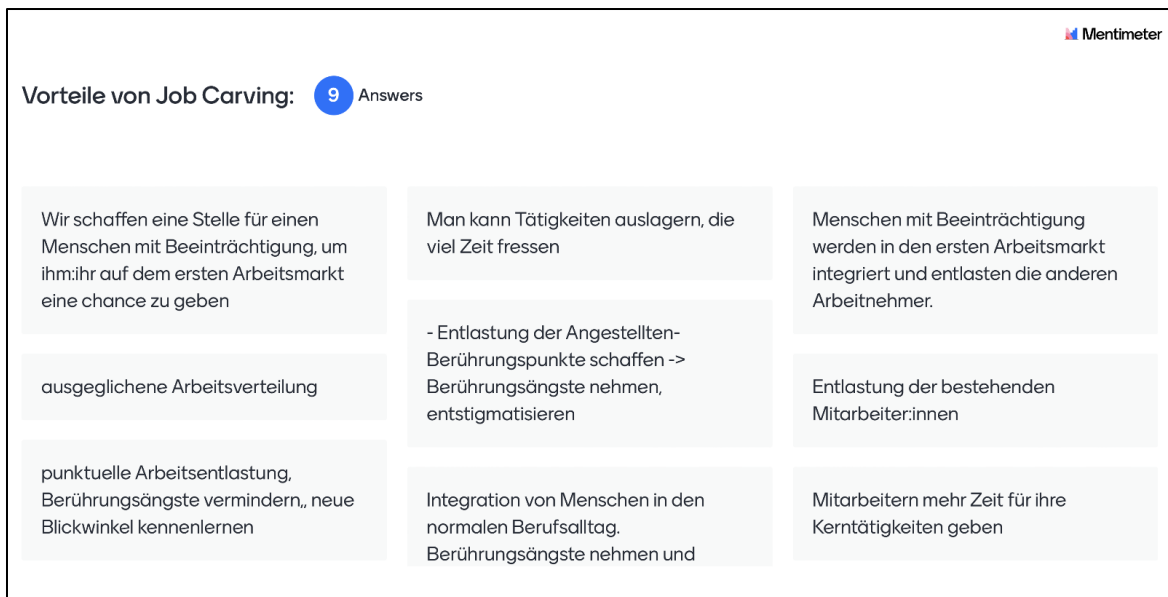 Mentimeter
Vorteile von Job Carving:
9
Answers
Wir schaffen eine Stelle für einen
Menschen mit Beeinträchtigung, um
ihm:ihr auf dem ersten Arbeitsmarkt
eine chance zu geben
ausgeglichene Arbeitsverteilung
punktuelle Arbeitsentlastung,
Berührungsängste vermindern,, neue
Blickwinkel kennenlernen
Man kann Tätigkeiten auslagern, die
viel Zeit fressen
- Entlastung der Angestellten-
Berührungspunkte schaffen ->
Berührungsängste nehmen,
entstigmatisieren
Integration von Menschen in den
normalen Berufsalltag.
Berührungsängste nehmen und
Menschen mit Beeinträchtigung
werden in den ersten Arbeitsmarkt
integriert und entlasten die anderen
Arbeitnehmer.
Entlastung der bestehenden
Mitarbeiter:innen
Mitarbeitern mehr Zeit für ihre
Kerntätigkeiten geben